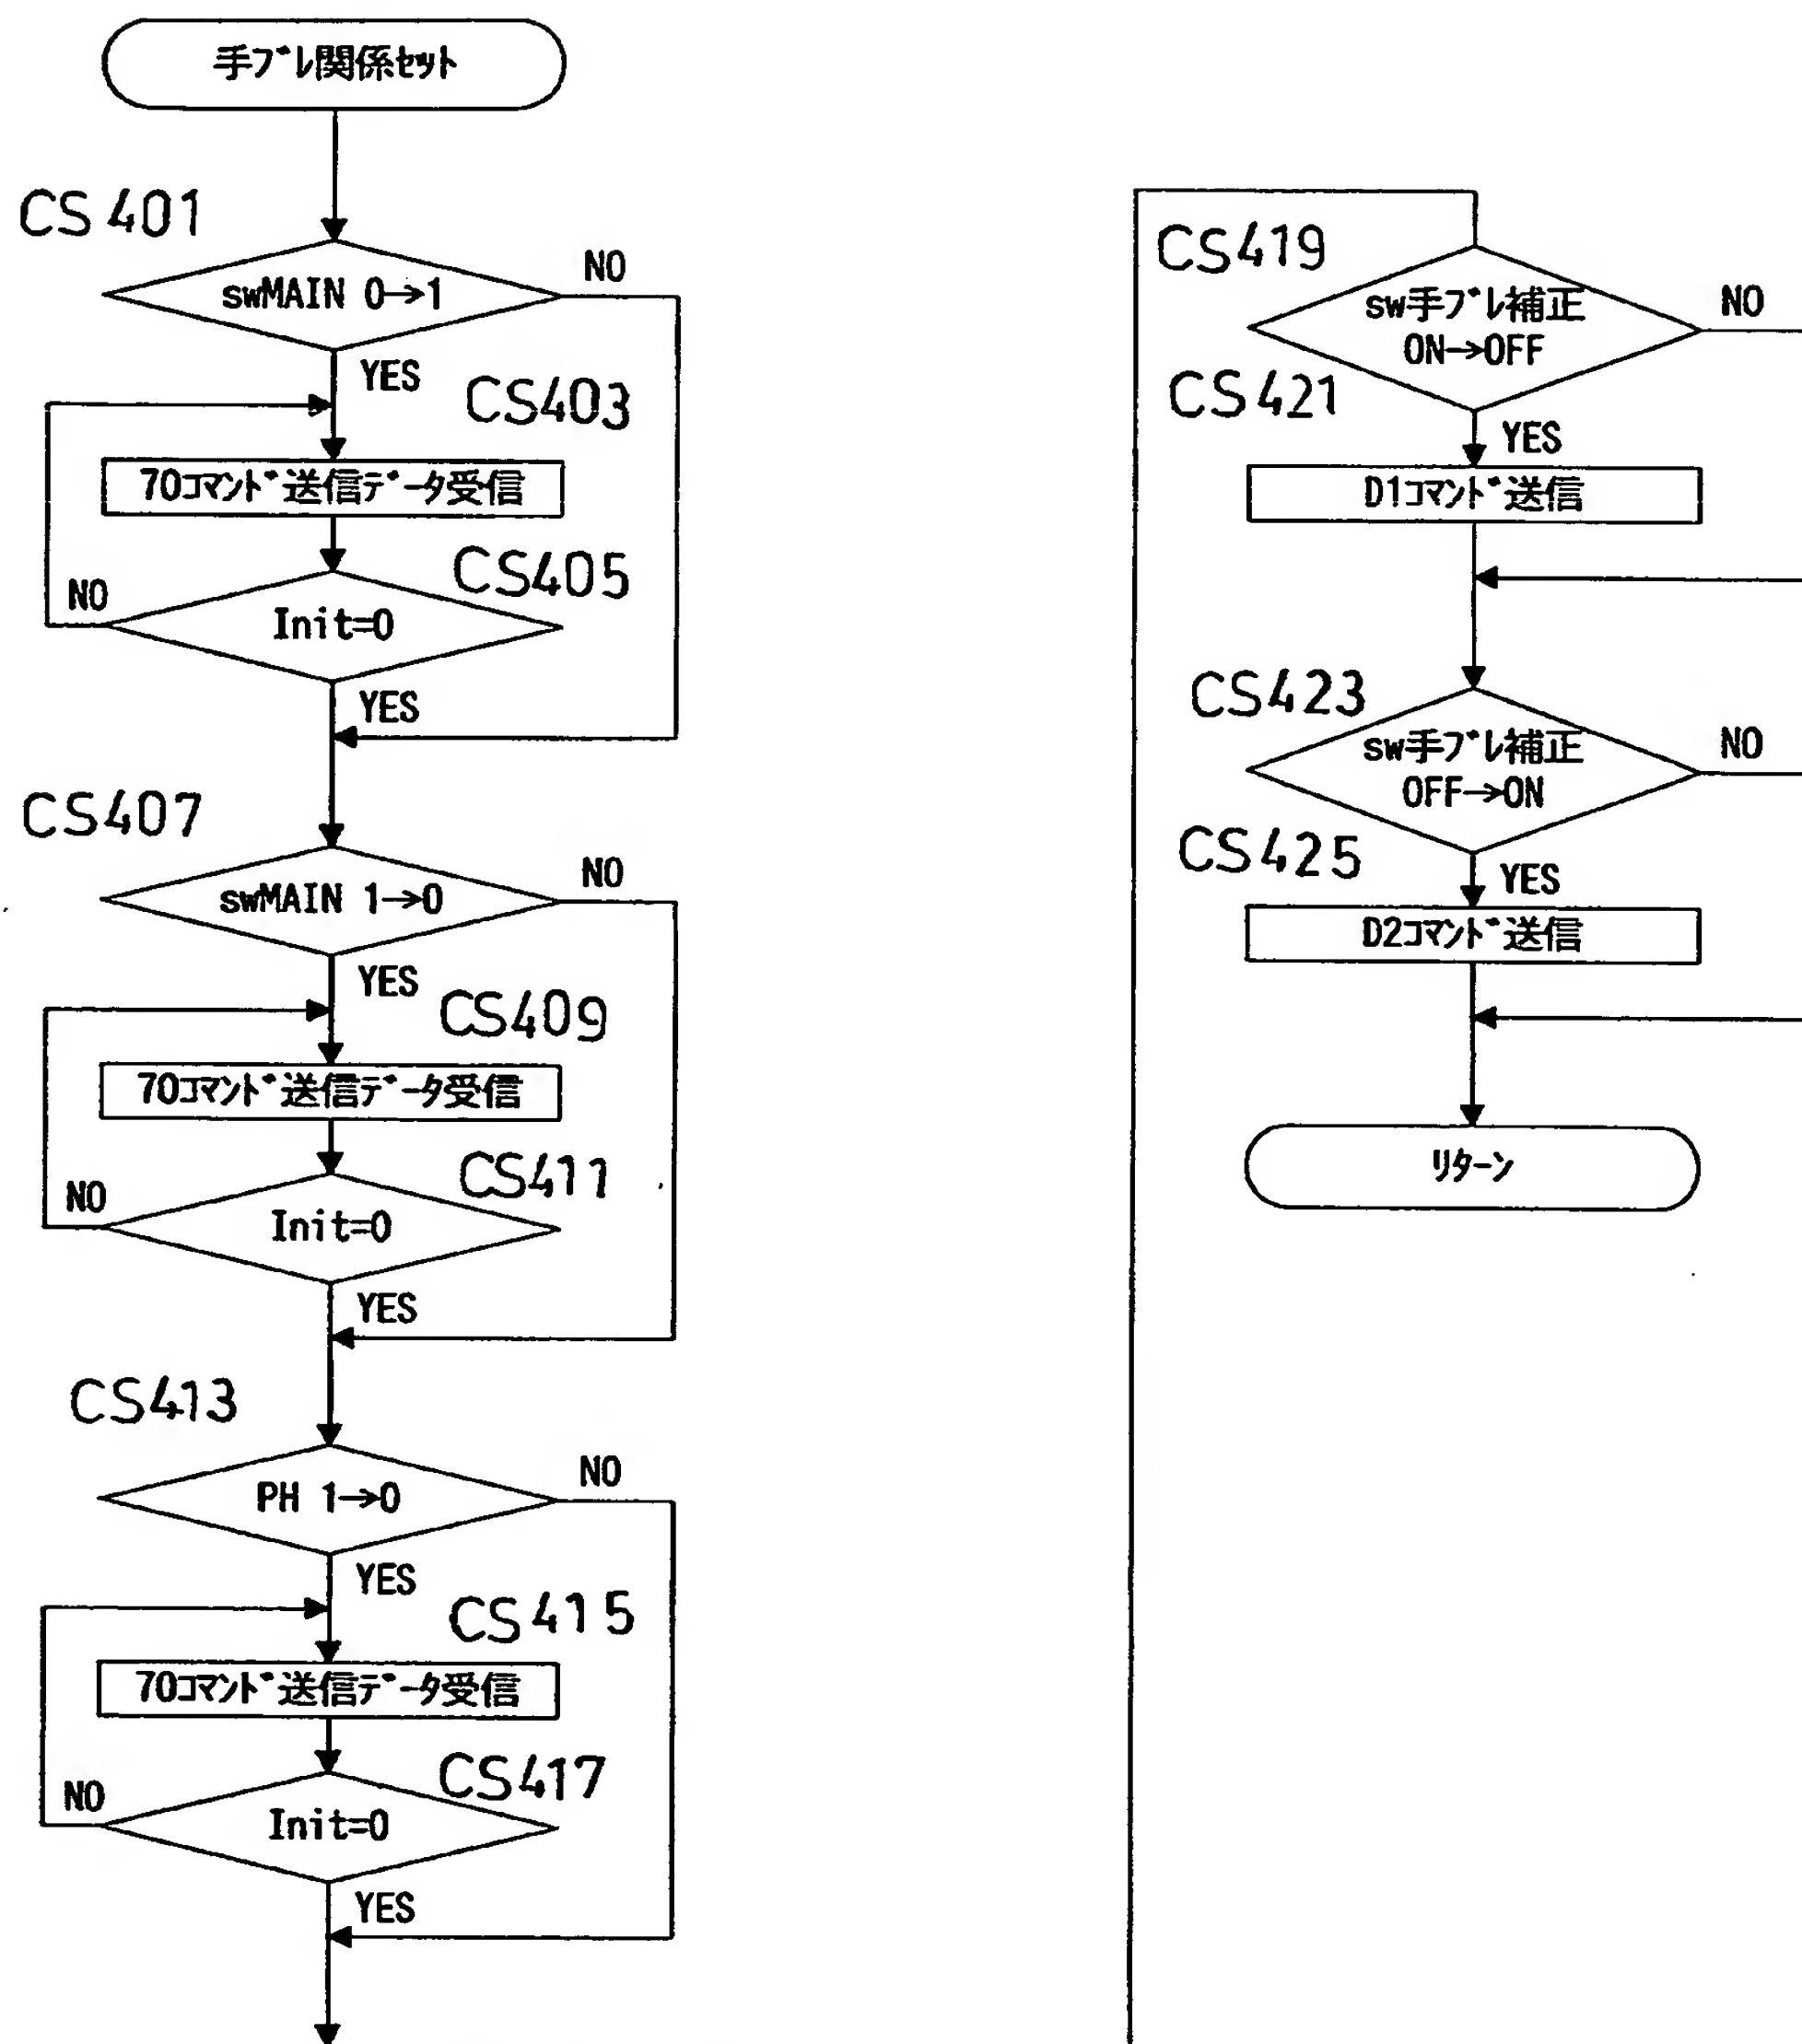 手ブレ関係セット
CS401
swMAIN 0→1
NO
YES
CS403
70コマンド送信データ受信
CS405
NO
Init=0
YES
CS407
swMAIN 1→0
NO
YES
CS409
70コマンド送信データ受信
CS411
NO
Init=0
YES
CS413
PH 1→0
NO
YES
CS415
70コマンド送信データ受信
CS417
NO
Init=0
YES
CS419
sw手ブレ補正
ON→OFF
NO
CS421
YES
D1コマンド送信
CS423
sw手ブレ補正
OFF→ON
NO
CS425
YES
D2コマンド送信
リターン